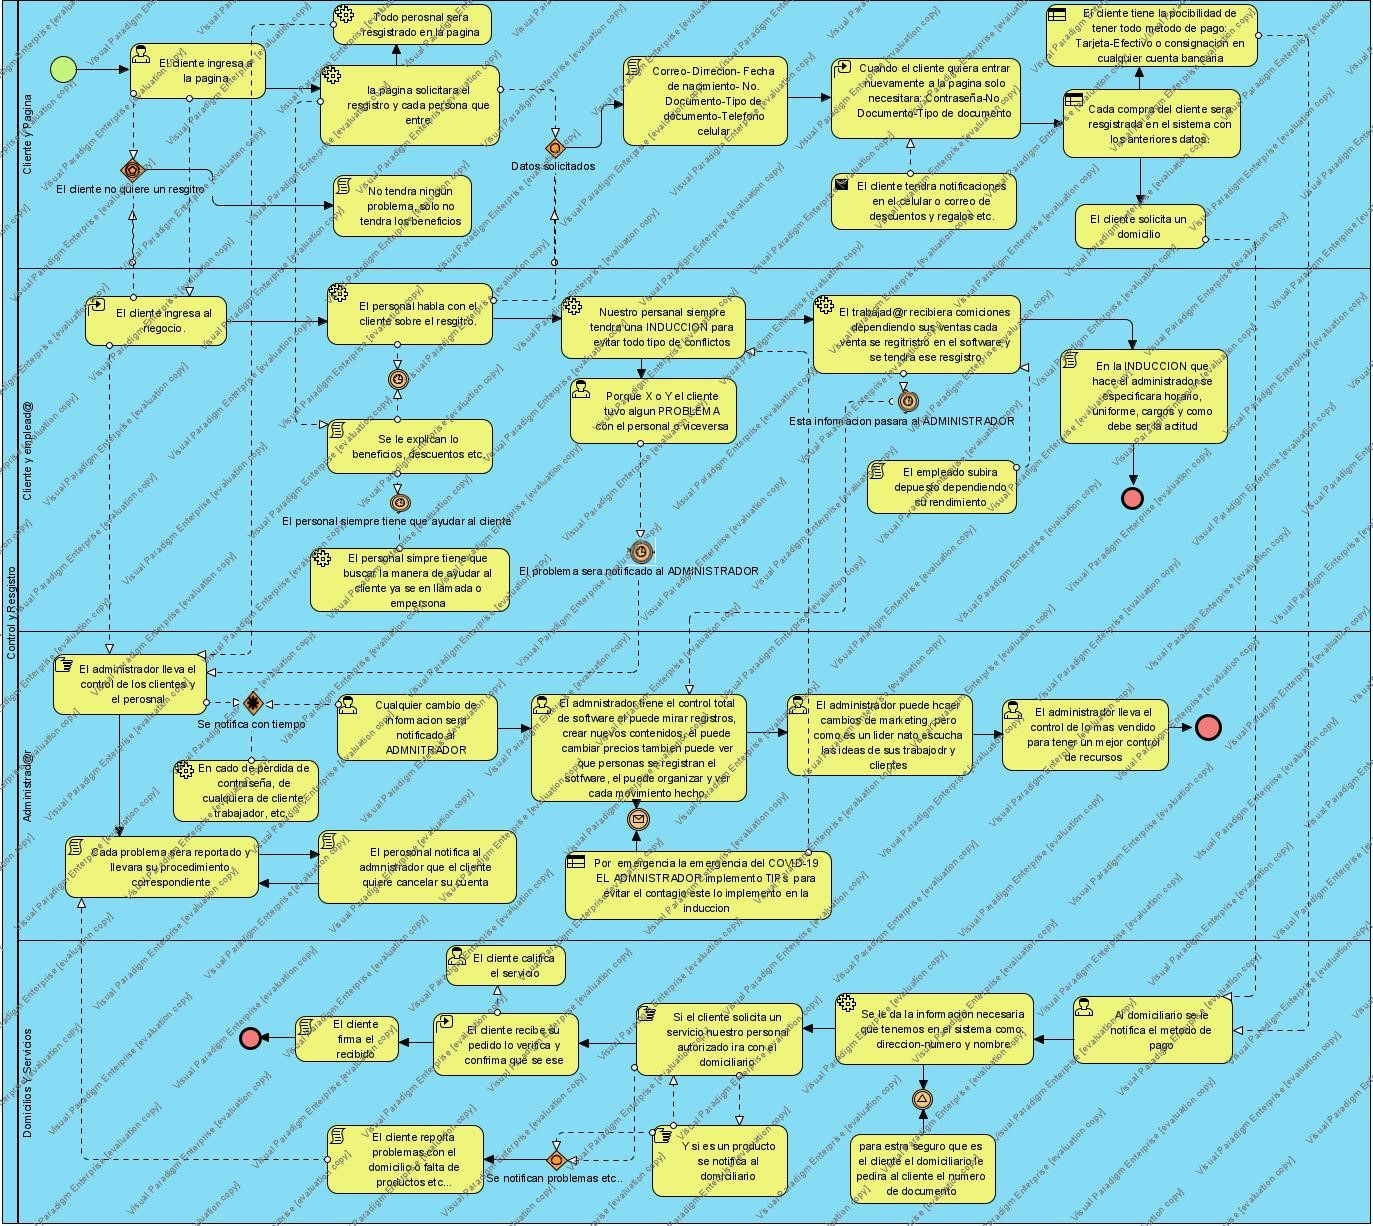 Control y Resgistro
Cliente y Pagina
El cliente ingresa a
la pagina
Todo perosnal sera
resgistrado en la pagina
la pagina solicitara el
resgistro y cada persona que
entre.
El cliente no quiere un resgitro
No tendra ningun
problema, solo no
tendra los beneficios
Datos solicitados
Correo-Dirrecion- Fecha
de nacimiento- No.
Documento-Tipo de
documento-Telefono
celular.
Cuando el cliente quiera entrar
nuevamente a la pagina solo
necesitara: Contraseña-No
Documento-Tipo de documento
El cliente tendra notificaciones
en el celular o correo de
descuentos y regalos etc.
El cliente tiene la pocibilidad de
tener todo metodo de pago:
Tarjeta-Efectivo o consignacion en
cualquier cuenta bancaria
Cada compra del cliente sera
resgistrada en el sistema con
los anteriores datos:
El cliente solicita un
domicilio
Cliente y emplead@
El cliente ingresa al
negocio.
El personal habla con el
cliente sobre el resgitro.
Se le explican lo
beneficios, descuentos etc.
El personal siempre tiene que ayudar al cliente
El personal simpre tiene que
buscar la manera de ayudar al
cliente ya se en llamada o
empersona
Nuestro persanal siempre
tendra una INDUCCION para
evitar todo tipo de conflictos
Porque X o Y el cliente
tuvo algun PROBLEMA
con el personal o viceversa
El problema sera notificado al ADMINISTRADOR
El trabajad@r recibiera comiciones
dependiendo sus ventas cada
venta se regitristro en el software y
se tendra ese resgistro
Esta infomacion pasara al ADMINISTRADOR
El empleado subira
depuesto dependiendo
su rendimiento
En la INDUCCION que
hace el administrador se
especificara horario,
uniforme, cargos y como
debe ser la actitud
Administrad@r
El administrador lleva el
control de los clientes y
el perosnal
Se notifica con tiempo
Cualquier cambio de
infomacion sera
notificado al
ADMNITRADOR
En cado de perdida de
contraseña, de
cualquiera de cliente,
trabajador, etc.
El admnistrador tiene el control total
de software el puede mirar registros,
crear nuevos contenidos, el puede
cambiar precios tambien puede ver
que personas se registran el
sotfware, el puede organizar y ver
cada movimiento hecho
El administrador puede hcaer
cambios de marketing, pero
como es un lider nato escucha
las ideas de sus trabajodr y
clientes
El administrador lleva el
control de lo mas vendido
para tener un mejor control
de recursos
Cada problema sera reportado y
llevara su procedimiento
correspondiente
El perosonal notifica al
admnistrador que el cliente
quiere cancelar su cuenta
Por emergencia la emergencia del COVID-19
EL ADMNISTRADOR implemento TIPs para
evitar el contagio este lo implemento en la
induccion
Domicilios Y Servicios
El cliente califica
el servicio
El cliente
firma el
recibido
El cliente recibe su
pedido lo verifica y
confirma que se ese
Si el cliente solicita un
servicio nuestro personal
autorizado ira con el
domiciliario
Se le da la infomacion necesaria
que tenemos en el sistema como:
direccion-numero y nombre.
Al domiciliario se le
notifica el metodo de
pago
El cliente reporta
problemas con el
domicilio o falta de
productos etc...
Se notifican problemas etc..
Y si es un producto
se notifica al
domiciliario
para estra seguro que es
el cliente el domiciliario le
pedira al cliente el numero
de documento
Visual Paradigm Enterprise [evaluation copy]